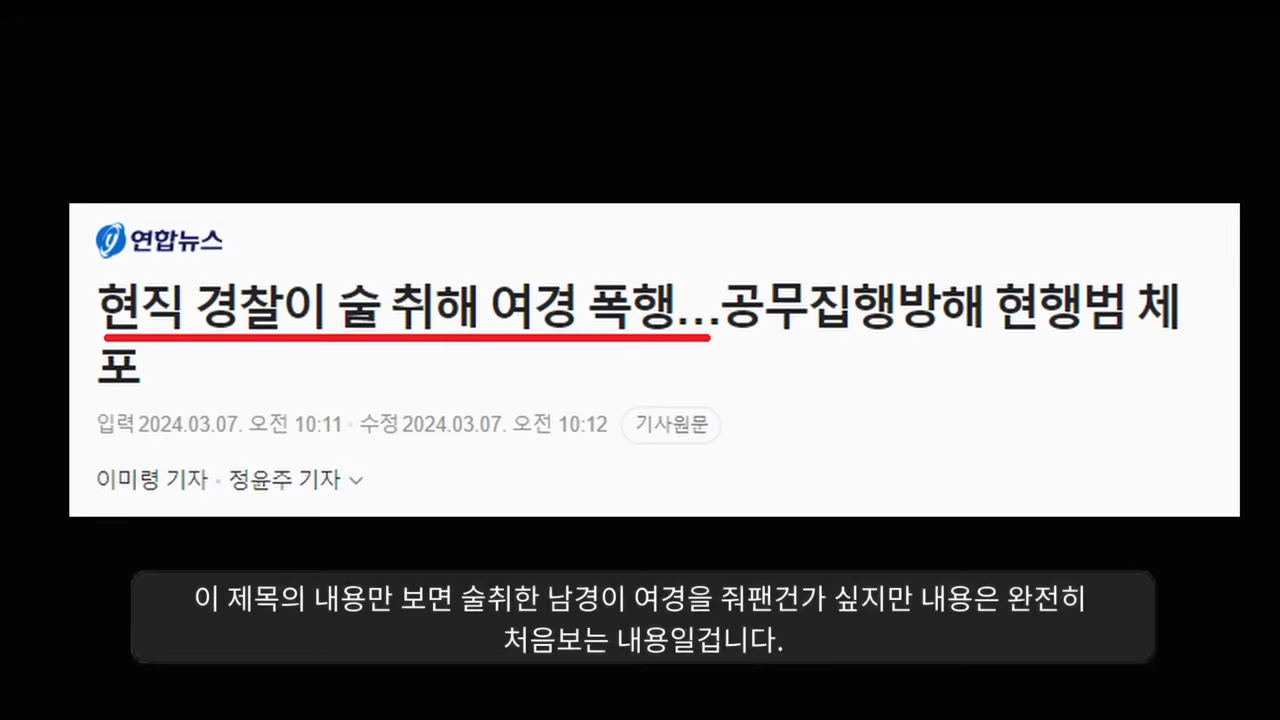 연합뉴스
현직 경찰이 술 취해 여경 폭행…공무집행방해 현행범 체
포
입력 2024.03.07. 오전 10:11 · 수정 2024.03.07. 오전 10:12 기사원문
이미령 기자 · 정윤주 기자
이 제목의 내용만 보면 술취한 남경이 여경을 줘팬건가 싶지만 내용은 완전히
처음보는 내용일겁니다.